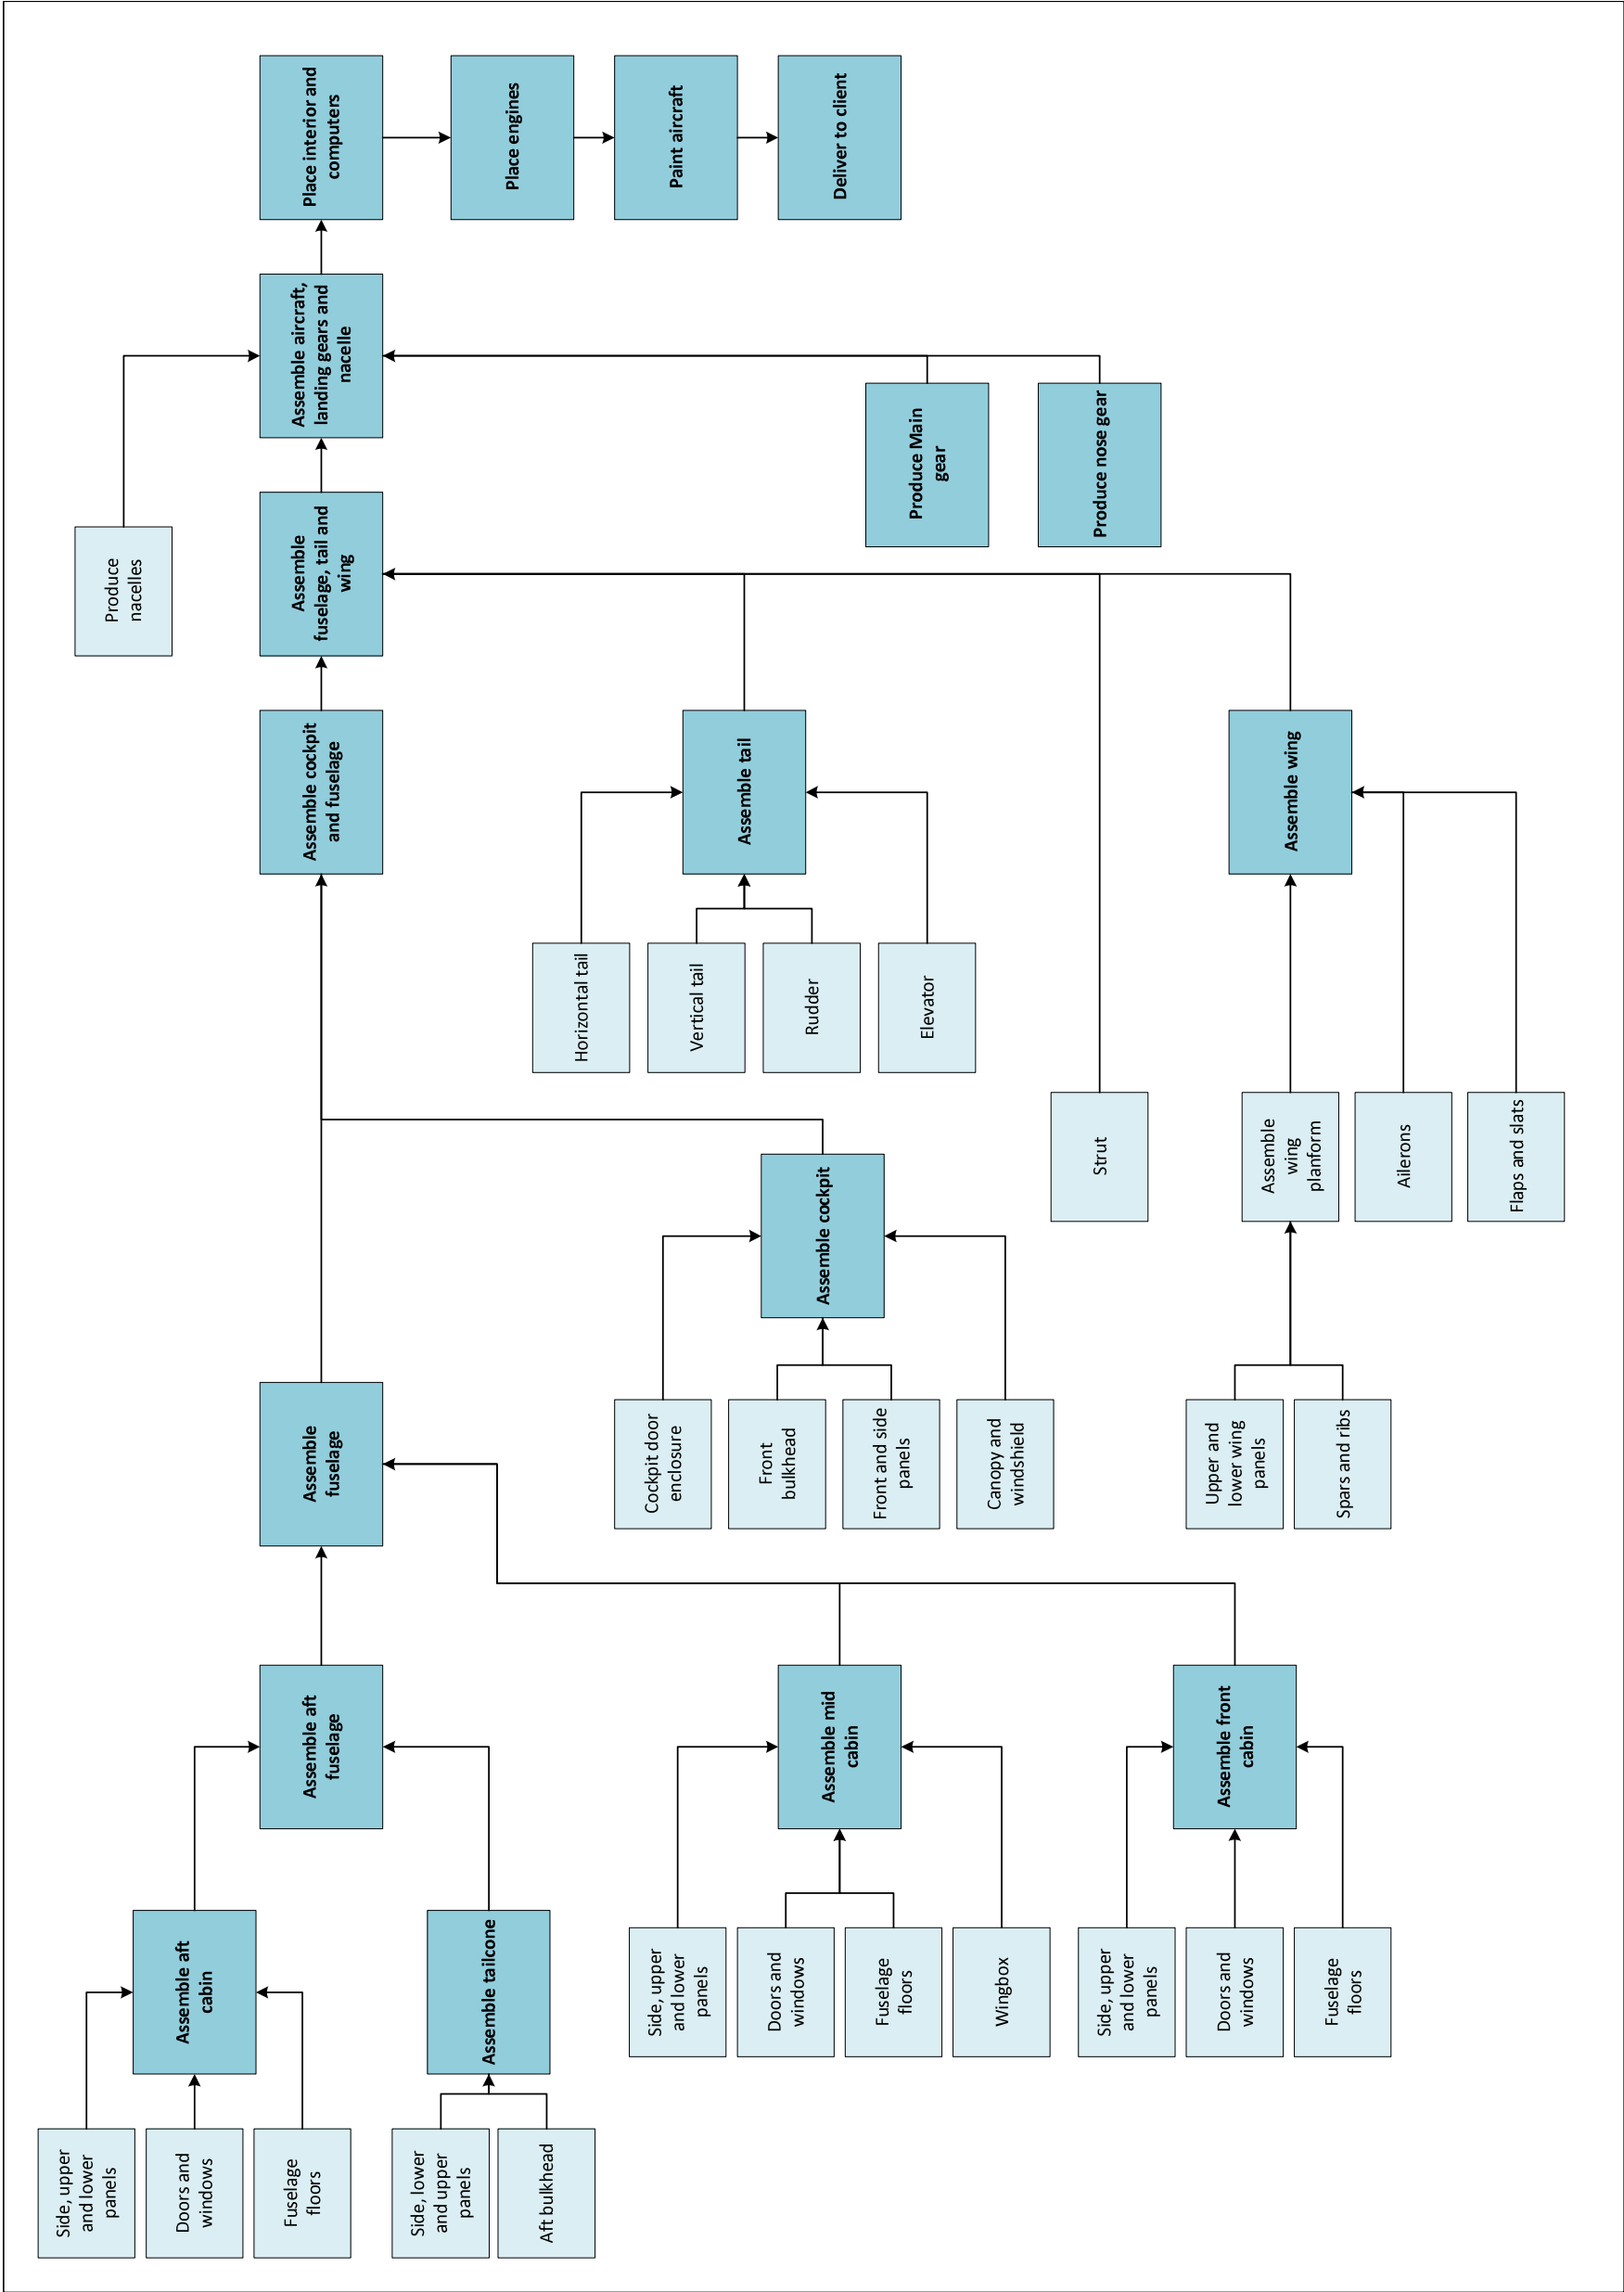 Side, upper
and lower
panels
Doors and
windows
Fuselage
floors
Side, lower
and upper
panels
Aft bulkhead
Assemble aft
cabin
Assemble tailcone
Side, upper
and lower
panels
Doors and
windows
Fuselage
floors
Wingbox
Side, upper
and lower
panels
Doors and
windows
Fuselage
floors
Assemble aft
fuselage
Assemble mid
cabin
Assemble front
cabin
Assemble
fuselage
Cockpit door
enclosure
Front
bulkhead
Front and side
panels
Canopy and
windshield
Upper and
lower wing
panels
Spars and ribs
Assemble cockpit
Strut
Assemble
wing
planform
Ailerons
Flaps and slats
Horizontal tail
Vertical tail
Rudder
Elevator
Assemble cockpit
and fuselage
Assemble tail
Assemble wing
Produce
nacelles
Assemble
fuselage, tail and
wing
Produce Main
gear
Produce nose gear
Assemble aircraft,
landing gears and
nacelle
Place interior and
computers
Place engines
Paint aircraft
Deliver to client